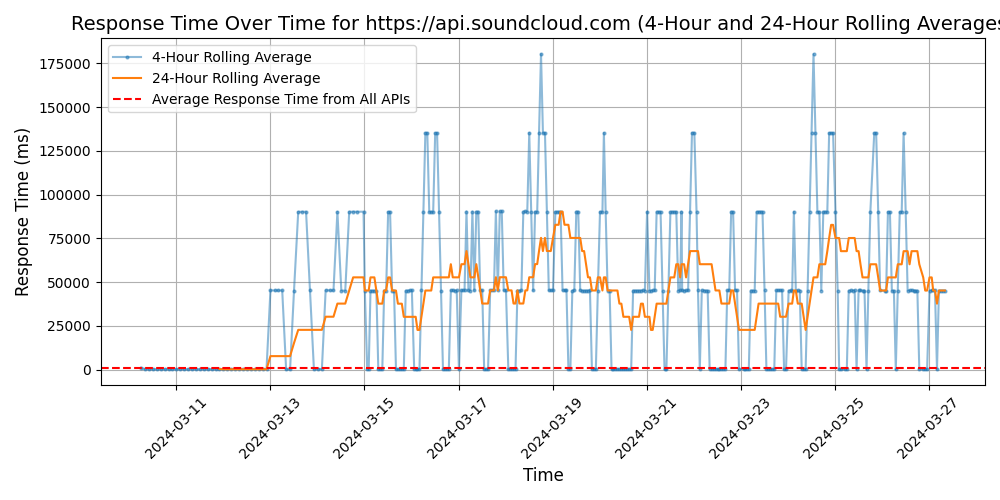 Response Time Over Time for https://api.soundcloud.com (4-Hour and 24-Hour Rolling Averages
4-Hour Rolling Average
24-Hour Rolling Average
Average Response Time from All APIs
Response Time (ms)
175000
150000
125000
100000
75000
50000
25000
0
2024-03-11
2024-03-13
2024-03-15
2024-03-17
2024-03-19
2024-03-21
2024-03-23
2024-03-25
2024-03-27
Time